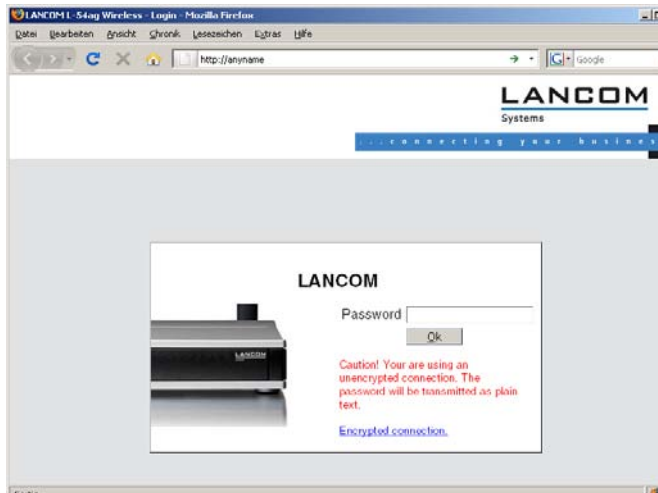 LANCOM L-54ag Wireless - Login - Mozilla Firefox
Datei Bearbeiten Ansicht Chronik Lesezeichen Extras Hilfe
http://anyname
Google
LANCOM
Systems
...connecting your busines
LANCOM
Password
Ok
LANCOM
Caution! Your are using an
unencrypted connection. The
password will be transmitted as plain
text.
Encrypted connection.